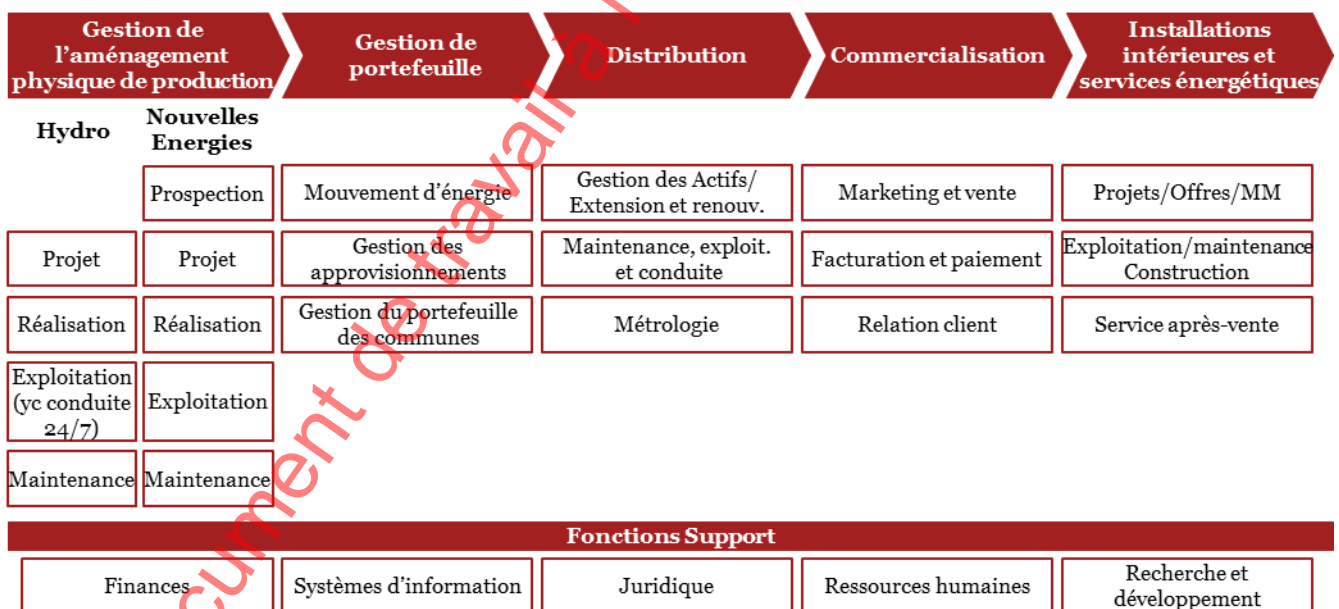 Gestion de
l'aménagement
physique de production
Gestion de
portefeuille
Distribution
Commercialisation
Installations
intérieures et
services énergétiques
Hydro
Nouvelles
Energies
Prospection
Mouvement d'énergie
Gestion des Actifs/
Extension et renouv.
Marketing et vente
Projets/Offres/MM
Projet
Projet
Gestion des
approvisionnements
Maintenance, exploit.
et conduite
Facturation et paiement
Exploitation/maintenance
Construction
Réalisation
Réalisation
Gestion du portefeuille
des communes
Métrologie
Relation client
Service après-vente
Exploitation
(yc conduite
24/7)
Exploitation
Maintenance
Maintenance
Fonctions Support
Finances
Systèmes d'information
Juridique
Ressources humaines
Recherche et
développement
cument de travail